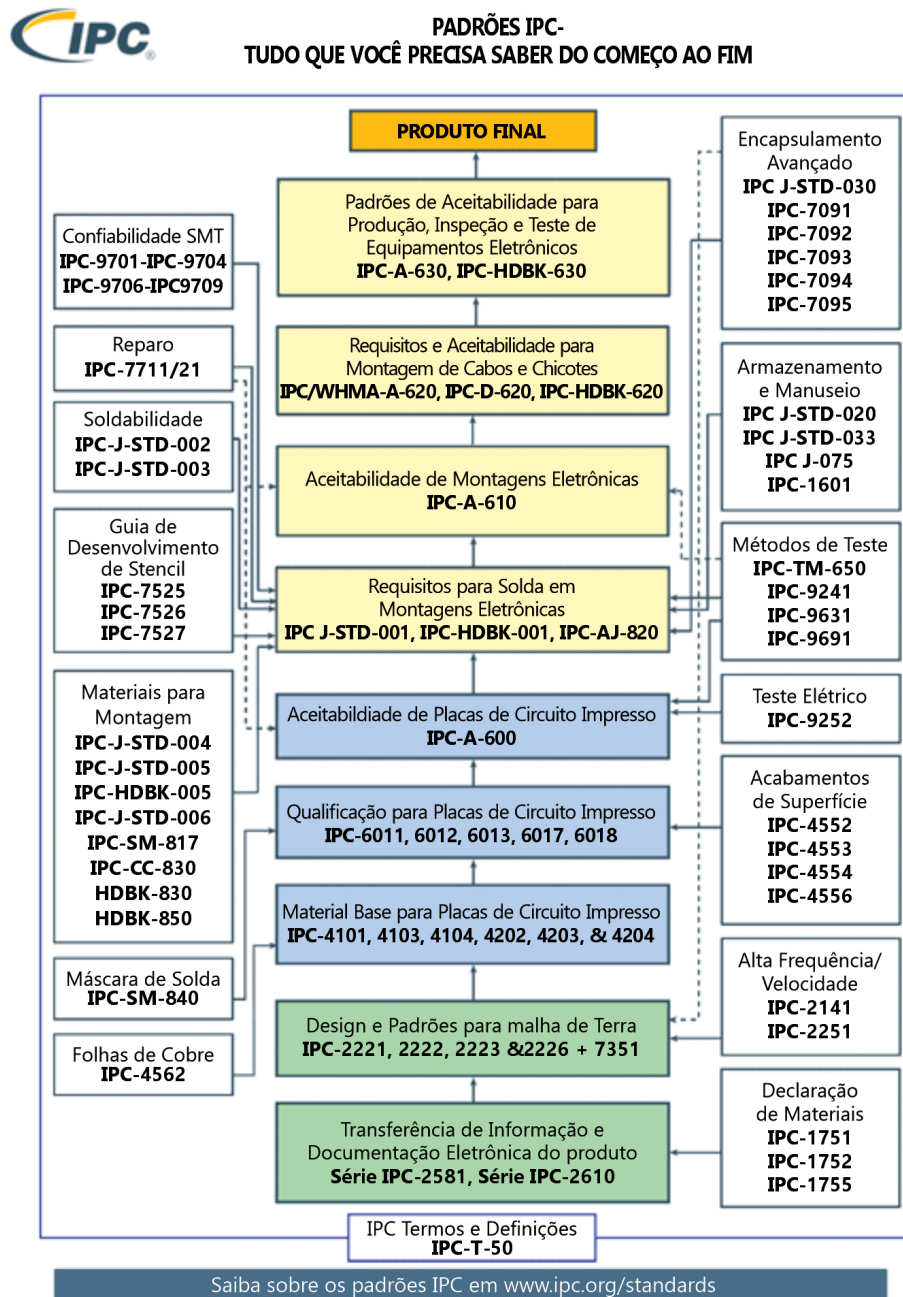 IPC®
PADRÕES IPC-
TUDO QUE VOCÊ PRECISA SABER DO COMEÇO AO FIM
PRODUTO FINAL
Padrões de Aceitabilidade para
Produção, Inspeção e Teste de
Equipamentos Eletrônicos
IPC-A-630, IPC-HDBK-630
Requisitos e Aceitabilidade para
Montagem de Cabos e Chicotes
IPC/WHMA-A-620, IPC-D-620, IPC-HDBK-620
Aceitabilidade de Montagens Eletrônicas
IPC-A-610
Requisitos para Solda em
Montagens Eletrônicas
IPC J-STD-001, IPC-HDBK-001, IPC-AJ-820
Aceitabildiade de Placas de Circuito Impresso
IPC-A-600
Qualificação para Placas de Circuito Impresso
IPC-6011, 6012, 6013, 6017, 6018
Material Base para Placas de Circuito Impresso
IPC-4101, 4103, 4104, 4202, 4203, & 4204
Design e Padrões para malha de Terra
IPC-2221, 2222, 2223 &2226 + 7351
Transferência de Informação e
Documentação Eletrônica do produto
Série IPC-2581, Série IPC-2610
Confiabilidade SMT
IPC-9701-IPC-9704
IPC-9706-IPC9709
Reparo
IPC-7711/21
Soldabilidade
IPC-J-STD-002
IPC-J-STD-003
Guia de
Desenvolvimento
de Stencil
IPC-7525
IPC-7526
IPC-7527
Materiais para
Montagem
IPC-J-STD-004
IPC-J-STD-005
IPC-HDBK-005
IPC-J-STD-006
IPC-SM-817
IPC-CC-830
HDBK-830
HDBK-850
Máscara de Solda
IPC-SM-840
Folhas de Cobre
IPC-4562
Encapsulamento
Avançado
IPC J-STD-030
IPC-7091
IPC-7092
IPC-7093
IPC-7094
IPC-7095
Armazenamento
e Manuseio
IPC J-STD-020
IPC J-STD-033
IPC J-075
IPC-1601
Métodos de Teste
IPC-TM-650
IPC-9241
IPC-9631
IPC-9691
Teste Elétrico
IPC-9252
Acabamentos
de Superfície
IPC-4552
IPC-4553
IPC-4554
IPC-4556
Alta Frequência/
Velocidade
IPC-2141
IPC-2251
Declaração
de Materiais
IPC-1751
IPC-1752
IPC-1755
IPC Termos e Definições
IPC-T-50
Saiba sobre os padrões IPC em www.ipc.org/standards